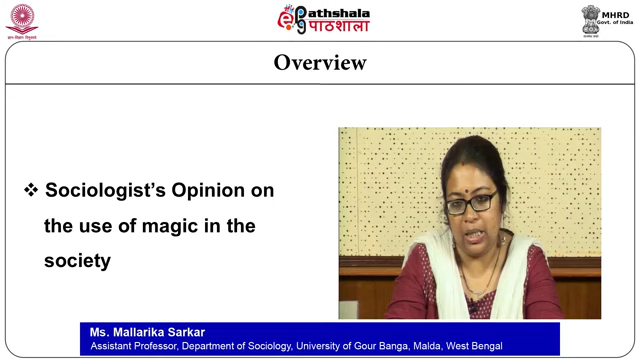 ePathshala
पाठशाला
MHRD
Govt. of India
Overview
❖ Sociologist's Opinion on
the use of magic in the
society
Ms. Mallarika Sarkar
Assistant Professor, Department of Sociology, University of Gour Banga, Malda, West Bengal